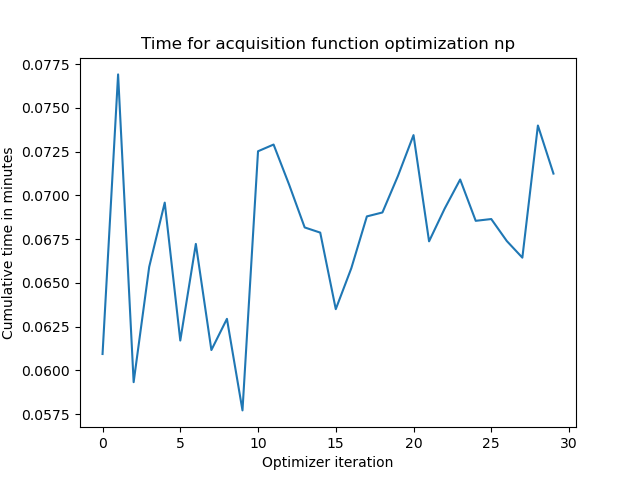 Time for acquisition function optimization np
Cumulative time in minutes
0.0775
0.0750
0.0725
0.0700
0.0675
0.0650
0.0625
0.0600
0.0575
0 5 10 15 20 25 30
Optimizer iteration